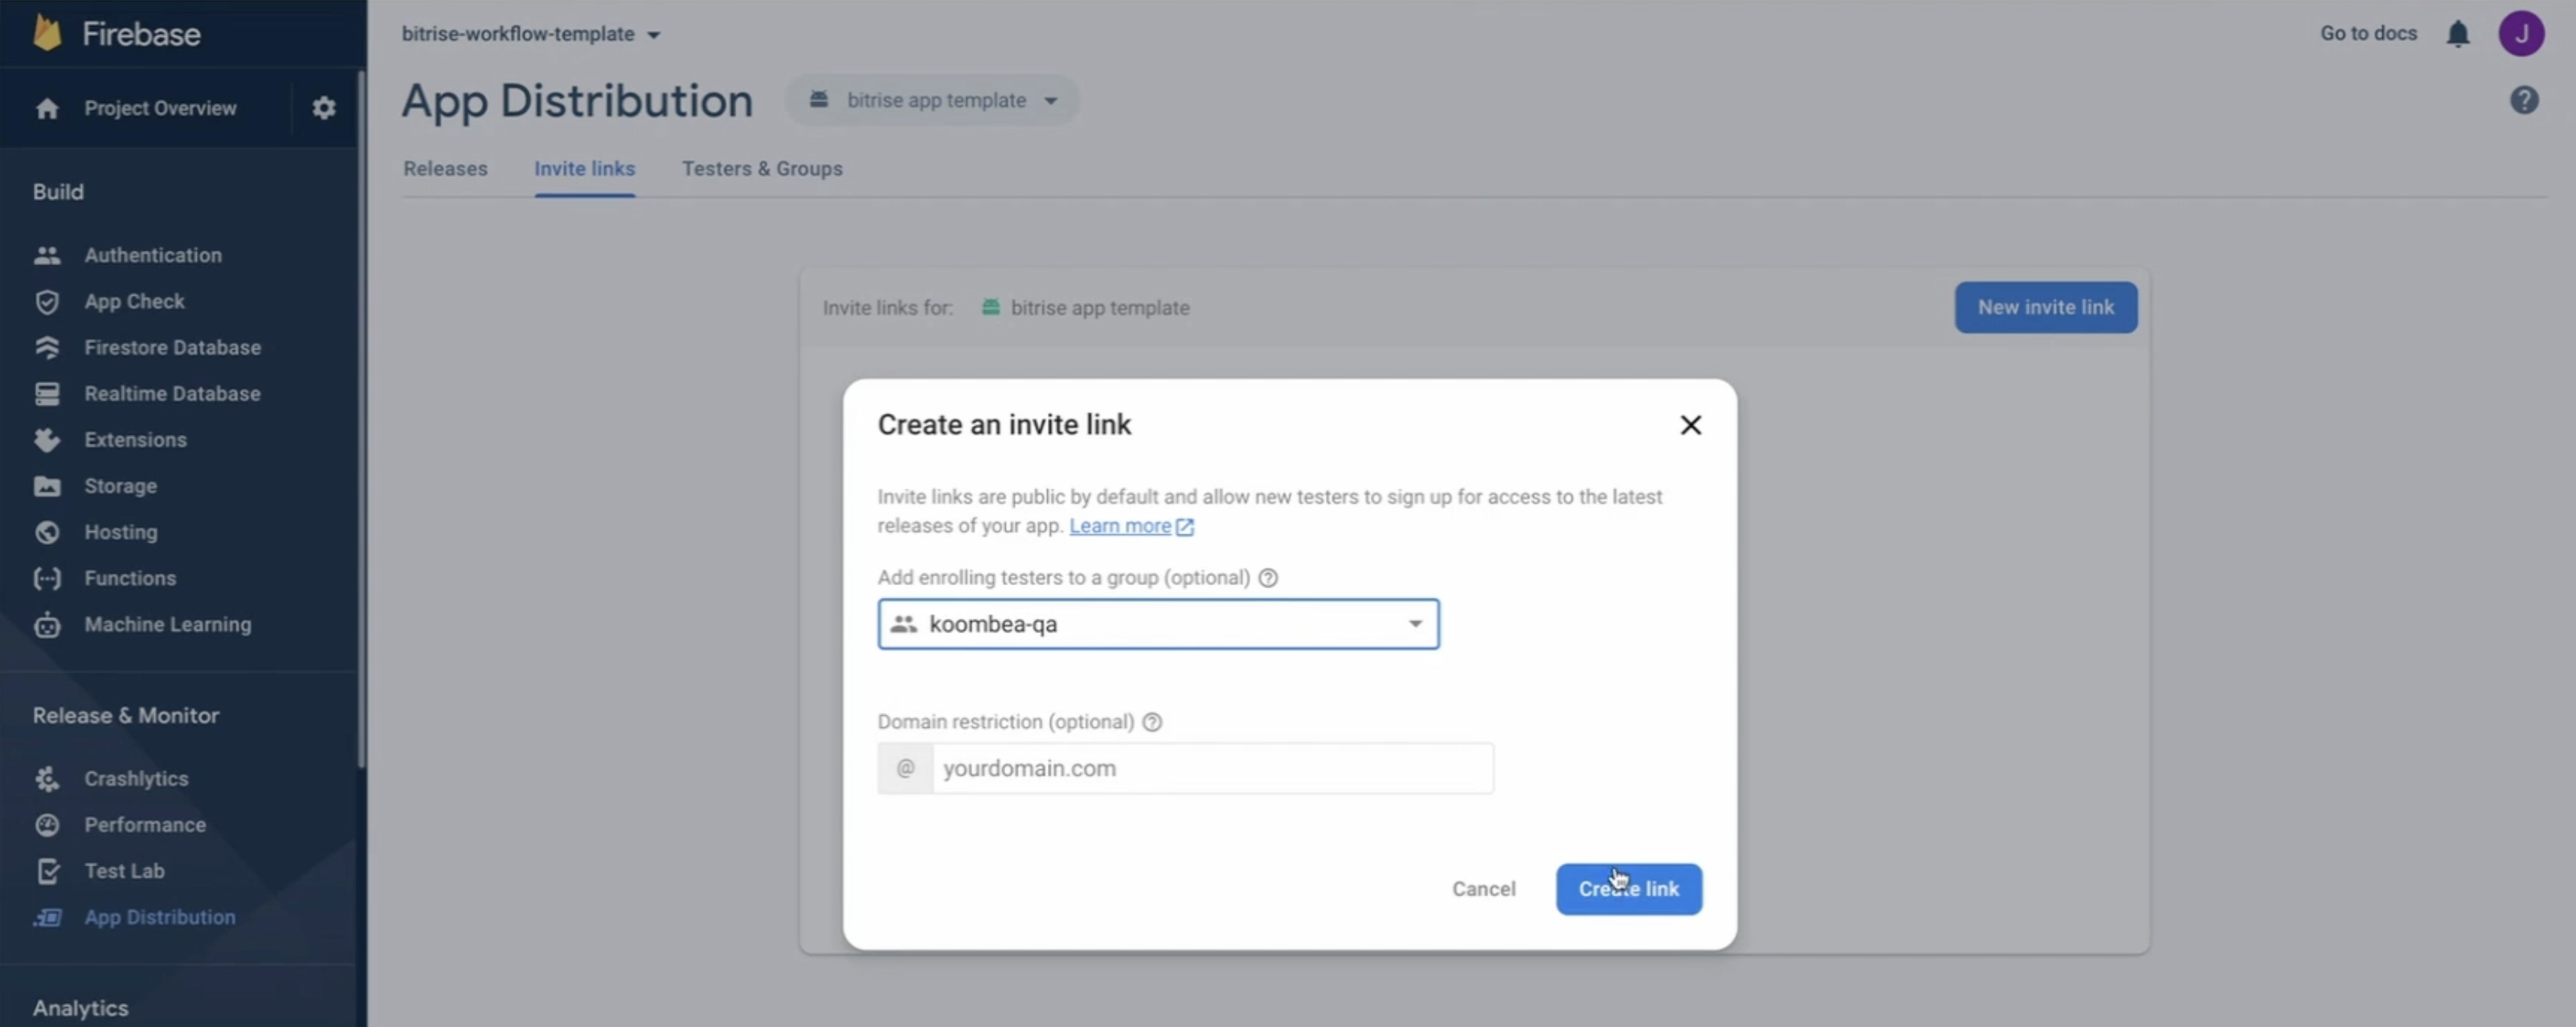 Firebase
Project Overview
Build
Authentication
App Check
Firestore Database
Realtime Database
Extensions
Storage
Hosting
Functions
Machine Learning
Release & Monitor
Crashlytics
Performance
Test Lab
App Distribution
Analytics
bitrise-workflow-template
Go to docs
J
App Distribution
bitrise app template
Releases
Invite links
Testers & Groups
Invite links for:
bitrise app template
New invite link
Create an invite link
Invite links are public by default and allow new testers to sign up for access to the latest
releases of your app. Learn more
Add enrolling testers to a group (optional)
koombea-qa
Domain restriction (optional)
@ yourdomain.com
Cancel
Create link